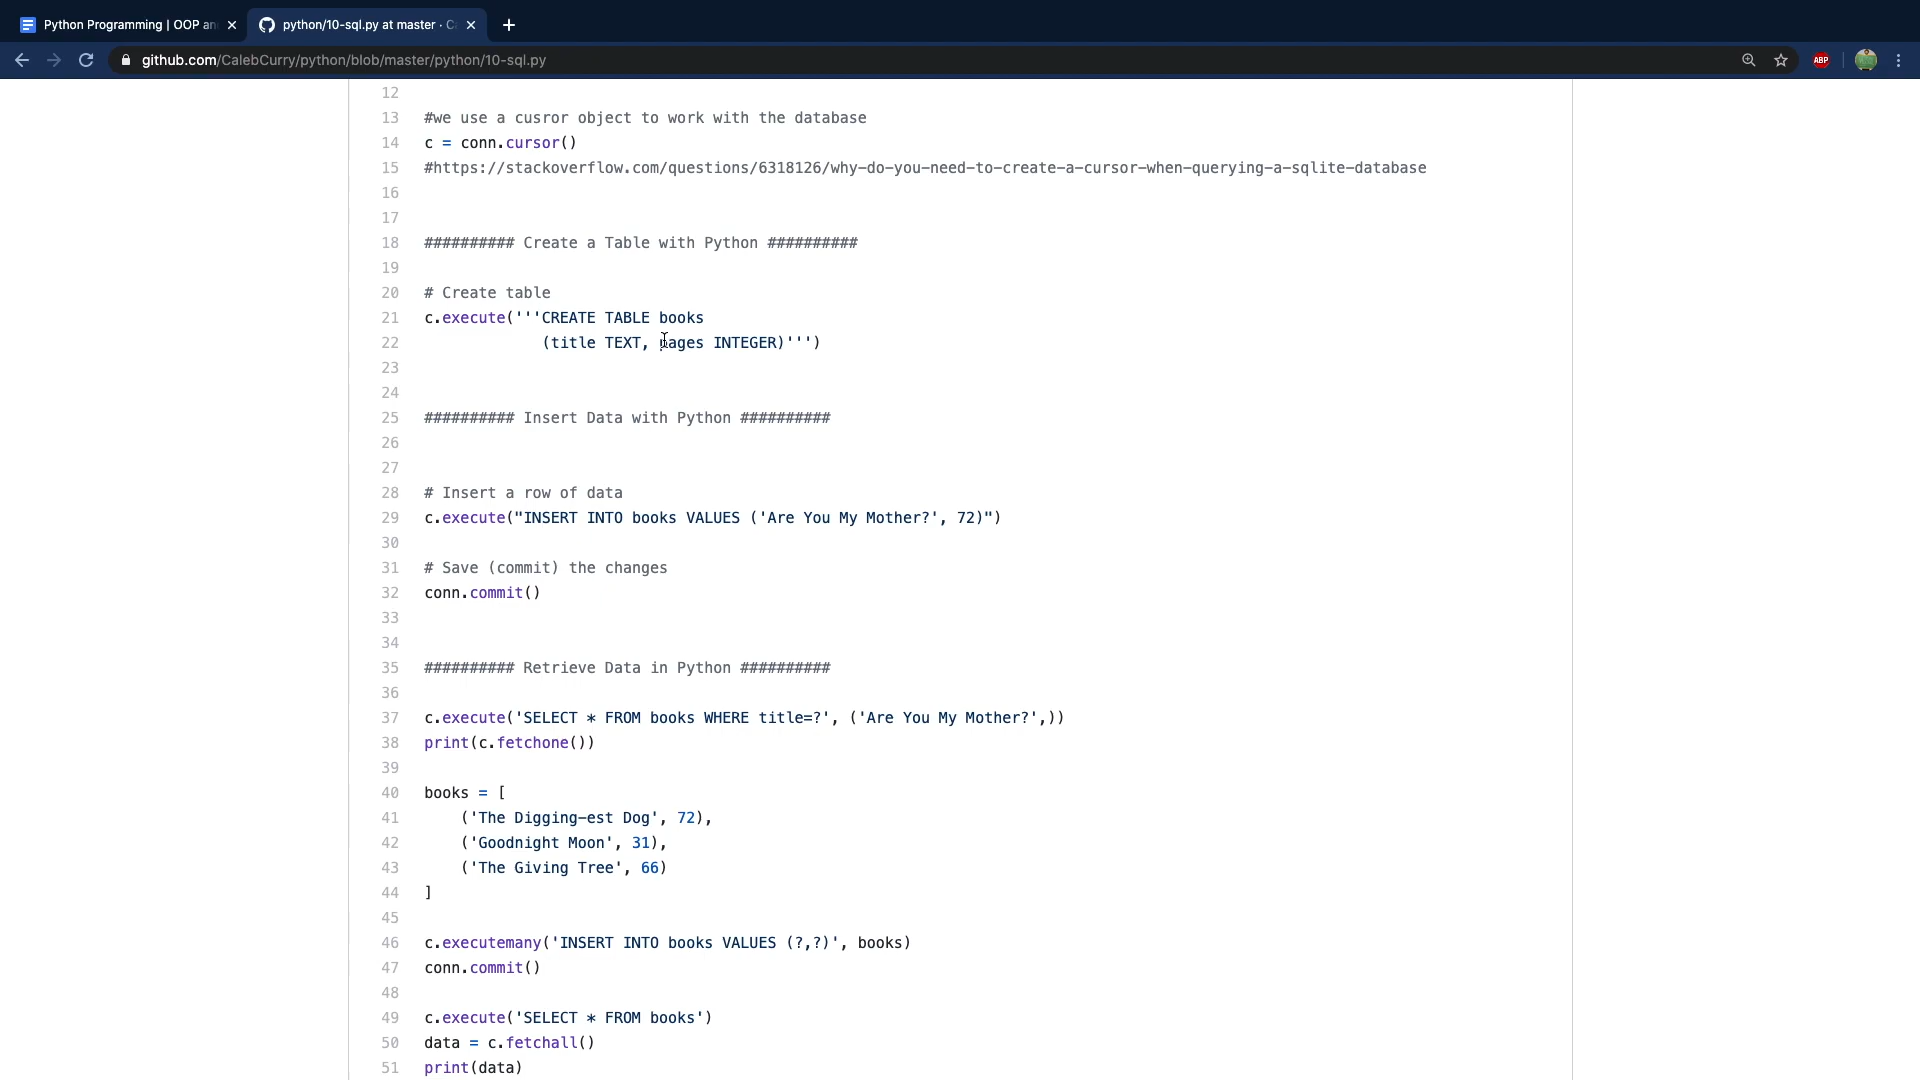 Python Programming | OOP an
python/10-sql.py at master · C
github.com/CalebCurry/python/blob/master/python/10-sql.py
ABP
12
13 #we use a cusror object to work with the database
14 c = conn.cursor()
15 #https://stackoverflow.com/questions/6318126/why-do-you-need-to-create-a-cursor-when-querying-a-sqlite-database
16
17
18 ########## Create a Table with Python ##########
19
20 # Create table
21 c.execute('''CREATE TABLE books
22 (title TEXT, pages INTEGER)''')
23
24
25 ########## Insert Data with Python ##########
26
27
28 # Insert a row of data
29 c.execute("INSERT INTO books VALUES ('Are You My Mother?', 72)")
30
31 # Save (commit) the changes
32 conn.commit()
33
34
35 ########## Retrieve Data in Python ##########
36
37 c.execute('SELECT * FROM books WHERE title=?', ('Are You My Mother?',))
38 print(c.fetchone())
39
40 books = [
41 ('The Digging-est Dog', 72),
42 ('Goodnight Moon', 31),
43 ('The Giving Tree', 66)
44 ]
45
46 c.executemany('INSERT INTO books VALUES (?,?)', books)
47 conn.commit()
48
49 c.execute('SELECT * FROM books')
50 data = c.fetchall()
51 print(data)